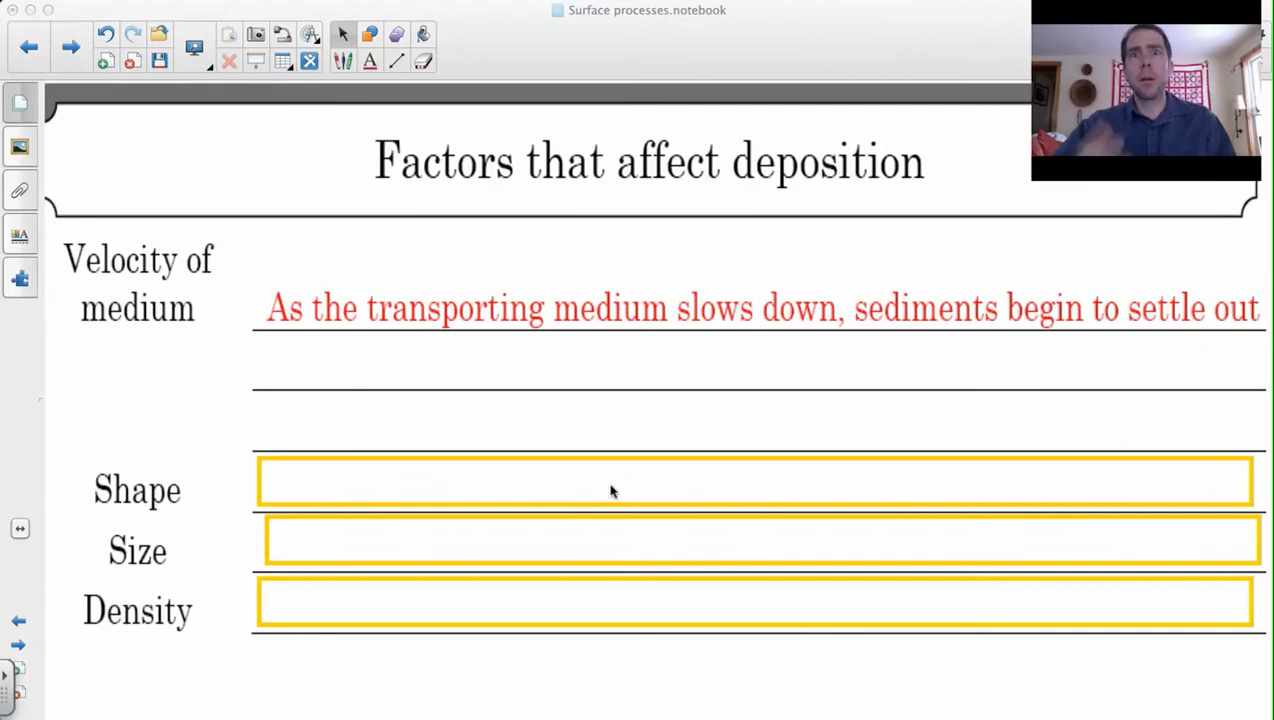 Surface processes.notebook
Factors that affect deposition
Velocity of
medium
As the transporting medium slows down, sediments begin to settle out
Shape
Size
Density